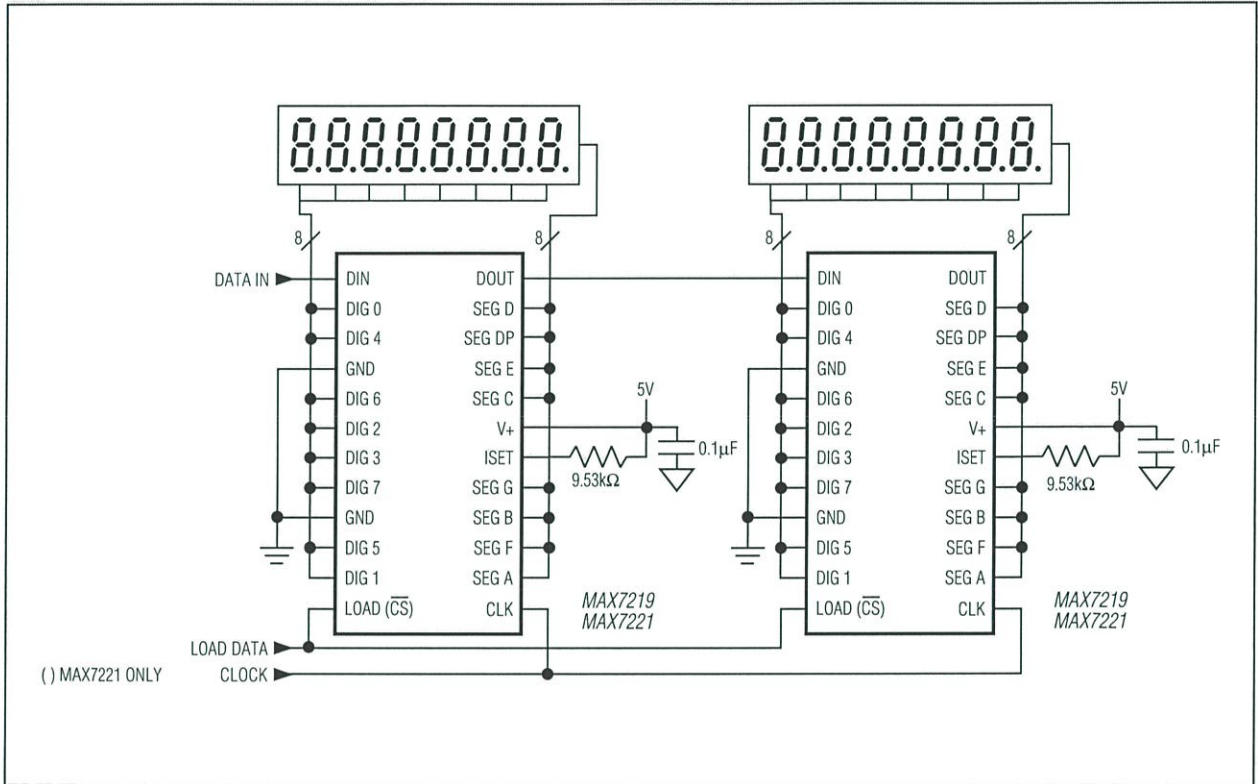 8.8.8.8.8.8.8.8.
8.8.8.8.8.8.8.8.
8
8
8
8
DATA IN
DIN
DOUT
DIG 0
SEG D
DIG 4
SEG DP
GND
SEG E
DIG 6
SEG C
DIG 2
V+
DIG 3
ISET
DIG 7
SEG G
GND
SEG B
DIG 5
SEG F
DIG 1
SEG A
LOAD (C̅S̅)
CLK
5V
0.1µF
9.53kΩ
MAX7219
MAX7221
DIN
DOUT
DIG 0
SEG D
DIG 4
SEG DP
GND
SEG E
DIG 6
SEG C
DIG 2
V+
DIG 3
ISET
DIG 7
SEG G
GND
SEG B
DIG 5
SEG F
DIG 1
SEG A
LOAD (C̅S̅)
CLK
5V
0.1µF
9.53kΩ
MAX7219
MAX7221
LOAD DATA
( ) MAX7221 ONLY
CLOCK